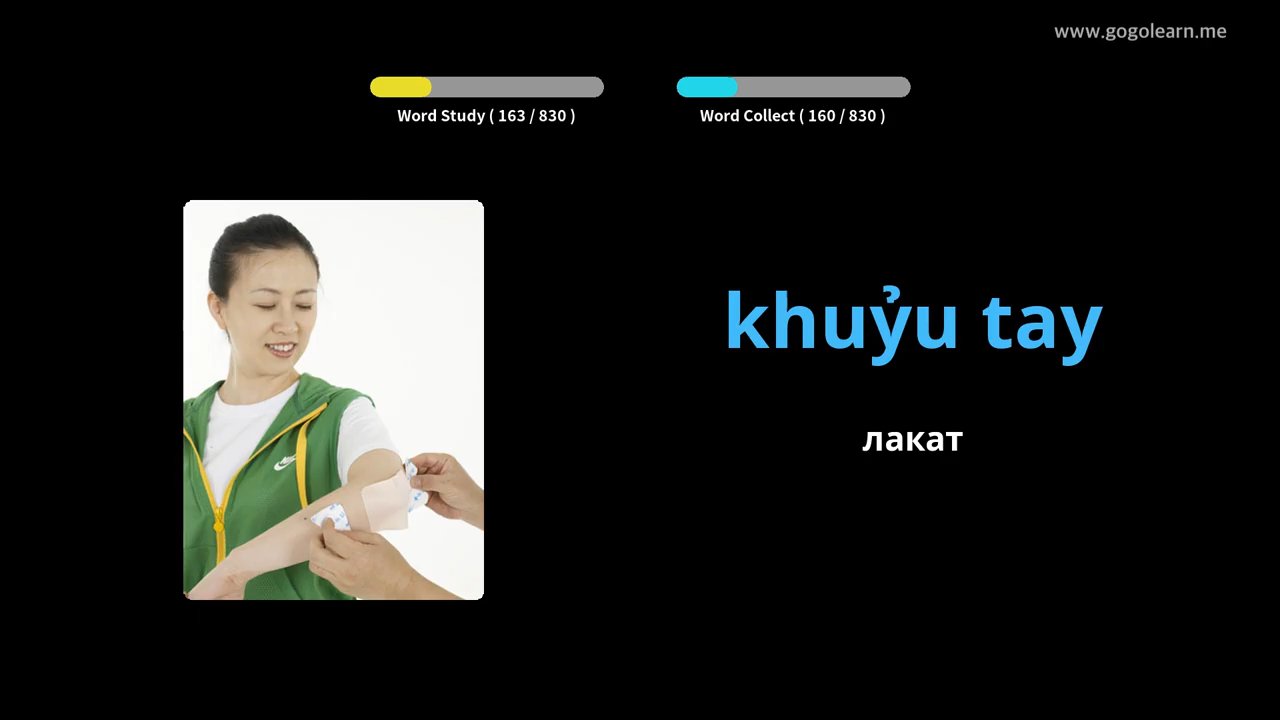 www.gogolearn.me
Word Study ( 163 / 830 )
Word Collect ( 160 / 830 )
khuỷu tay
лакат